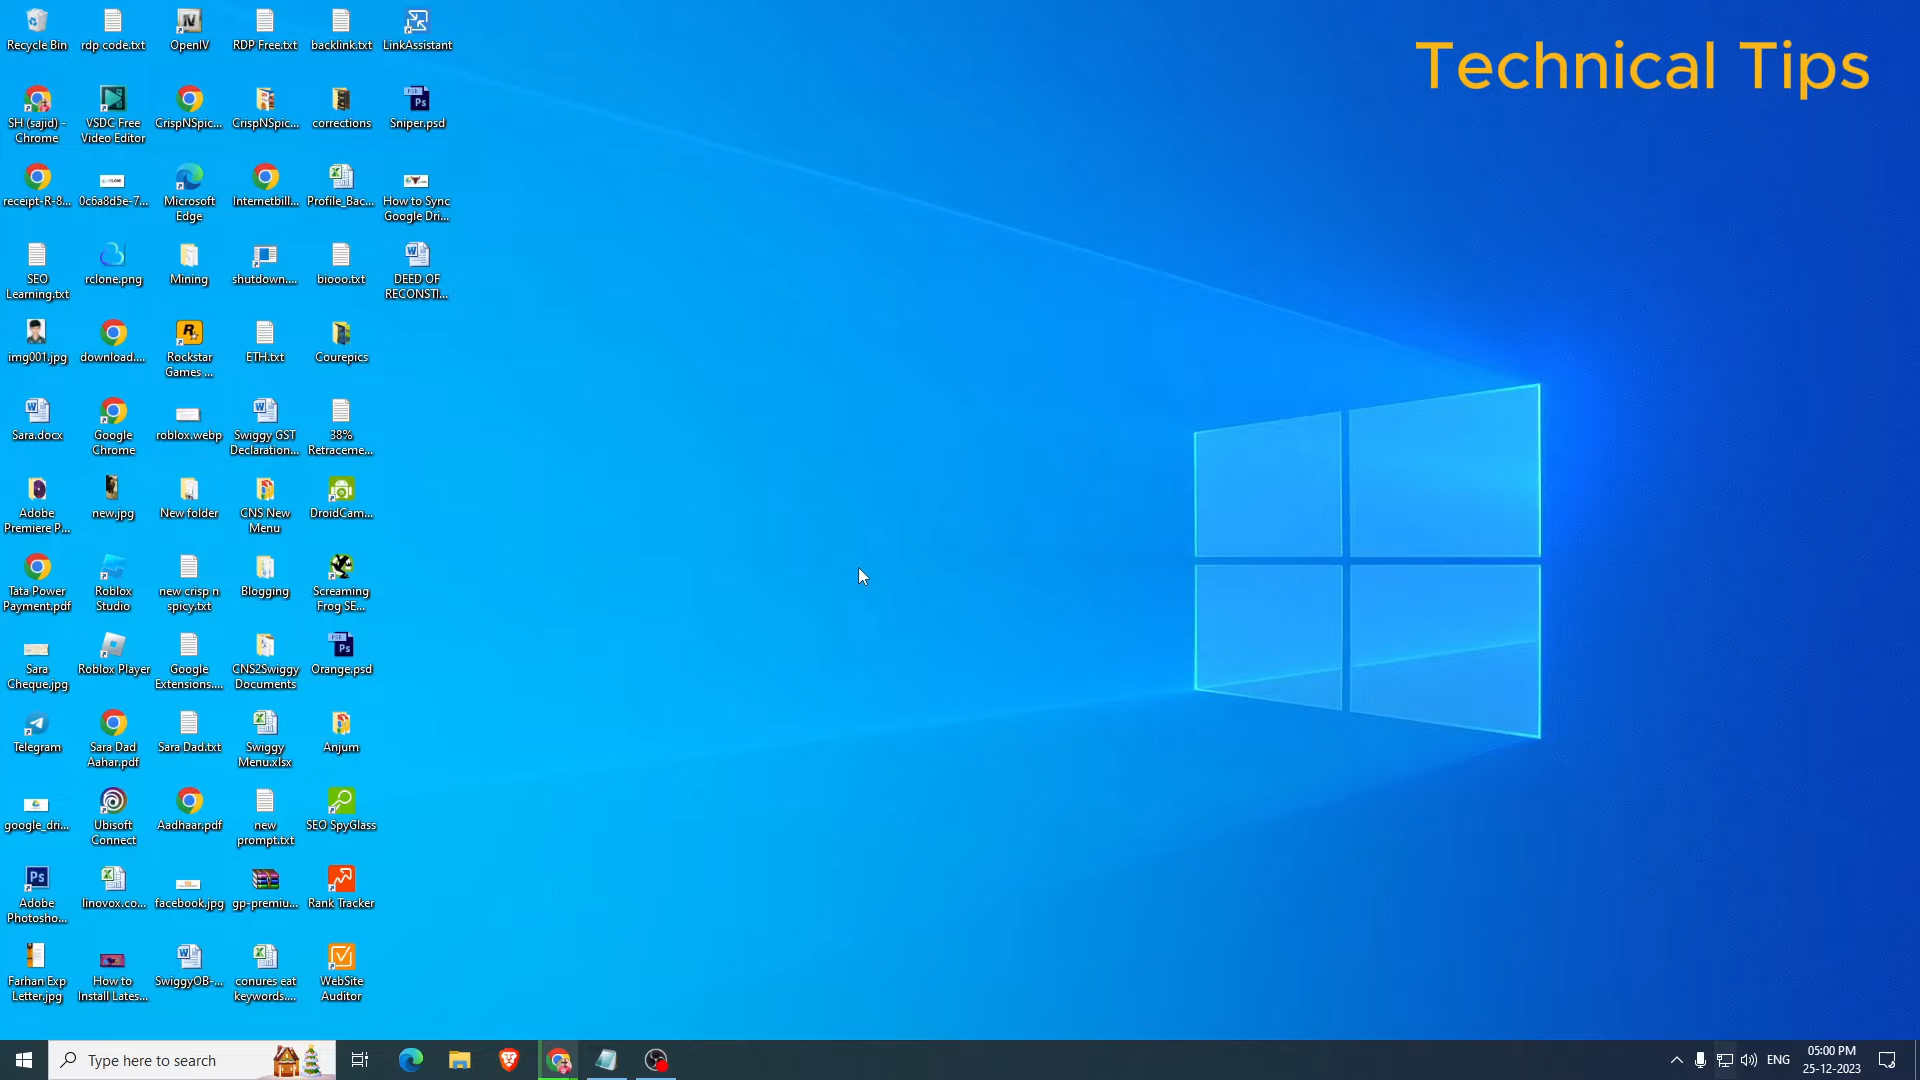 Technical Tips
Recycle Bin
rdp code.txt
OpenIV
RDP Free.txt
backlink.txt
LinkAssistant
SH (sajid) -
Chrome
VSDC Free
Video Editor
CrispNSpic...
CrispNSpic...
corrections
Sniper.psd
receipt-R-8...
0c6a8d5e-7...
Microsoft
Edge
Internetbill...
Profile_Bac...
How to Sync
Google Dri...
SEO
Learning.txt
rclone.png
Mining
shutdown....
biooo.txt
DEED OF
RECONSTI...
img001.jpg
download....
Rockstar
Games ...
ETH.txt
Courepics
Sara.docx
Google
Chrome
roblox.webp
Swiggy GST
Declaration...
38%
Retraceme...
Adobe
Premiere P...
new.jpg
New folder
CNS New
Menu
DroidCam...
Tata Power
Payment.pdf
Roblox
Studio
new crisp n
spicy.txt
Blogging
Screaming
Frog SE...
Sara
Cheque.jpg
Roblox Player
Google
Extensions....
CNS2Swiggy
Documents
Orange.psd
Telegram
Sara Dad
Aahar.pdf
Sara Dad.txt
Swiggy
Menu.xlsx
Anjum
google_dri...
Ubisoft
Connect
Aadhaar.pdf
new
prompt.txt
SEO SpyGlass
Adobe
Photosho...
linovox.co...
facebook.jpg
gp-premiu...
Rank Tracker
Farhan Exp
Letter.jpg
How to
Install Lates...
SwiggyOB-...
conures eat
keywords....
WebSite
Auditor
Type here to search
ENG
05:00 PM
25-12-2023